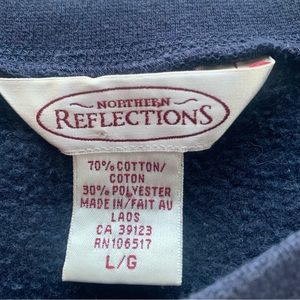 NORTHERN
REFLECTIONS
70% COTTON/
COTON
30% POLYESTER
MADE IN/FAIT AU
LAOS
CA 39123
RN106517
L/G